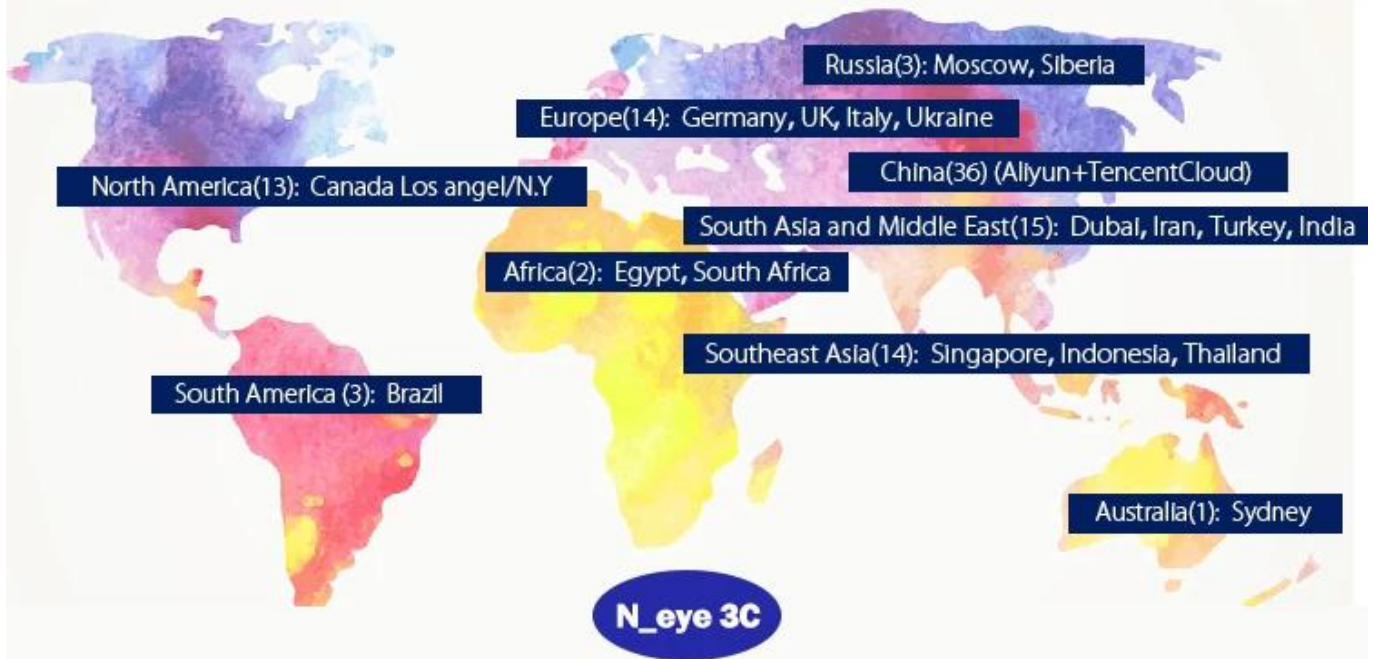 Russia(3): Moscow, Siberia
Europe(14): Germany, UK, Italy, Ukraine
China(36) (Aliyun+TencentCloud)
North America(13): Canada Los angel/N.Y
South Asia and Middle East(15): Dubai, Iran, Turkey, India
Africa(2): Egypt, South Africa
Southeast Asia(14): Singapore, Indonesia, Thailand
South America (3): Brazil
Australia(1): Sydney
N_eye 3C